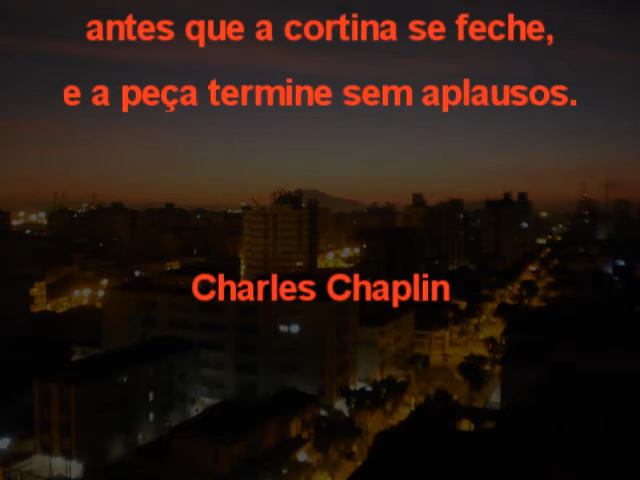 antes que a cortina se feche,
e a peça termine sem aplausos.
Charles Chaplin